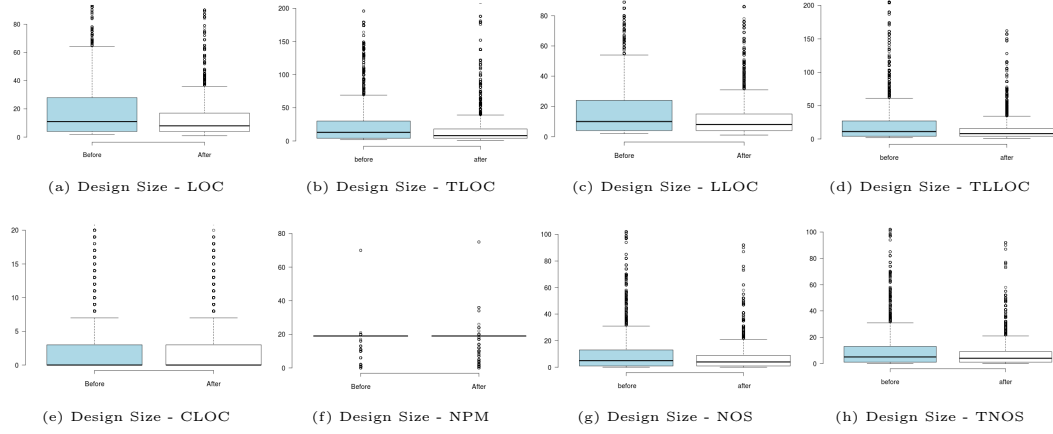 80
60
40
20
0
Before After
(a) Design Size - LOC
200
150
100
50
0
before after
(b) Design Size - TLOC
80
60
40
20
0
Before After
(c) Design Size - LLOC
200
150
100
50
0
before after
(d) Design Size - TLLOC
20
15
10
5
0
Before After
(e) Design Size - CLOC
80
60
40
20
0
Before After
(f) Design Size - NPM
100
80
60
40
20
0
before after
(g) Design Size - NOS
100
80
60
40
20
0
before after
(h) Design Size - TNOS